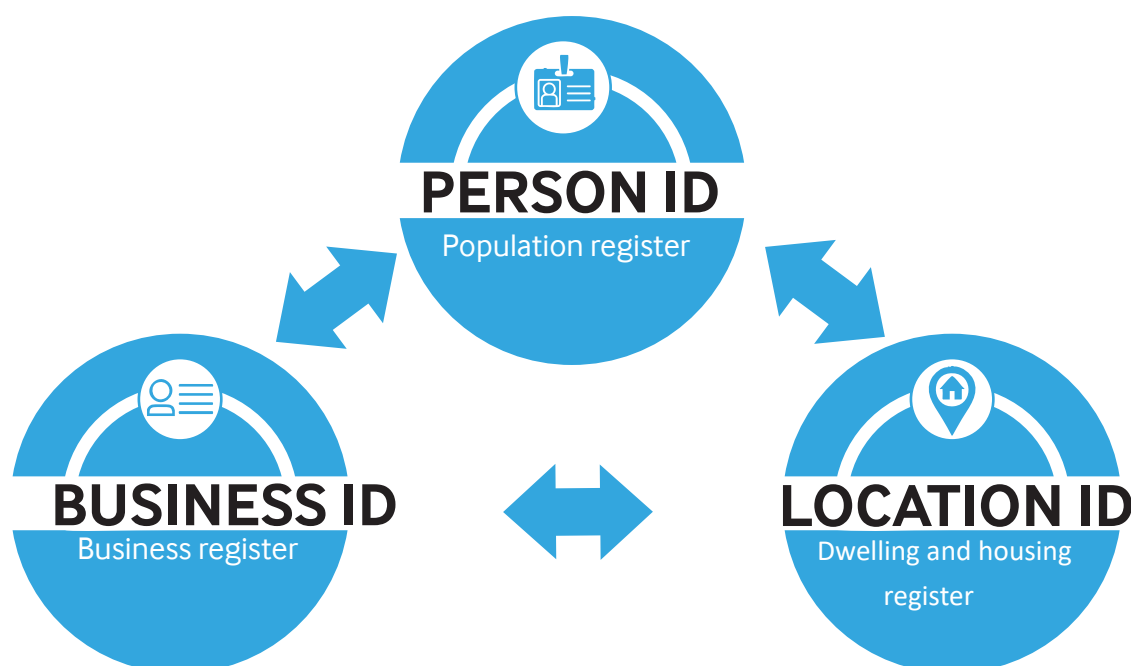 PERSON ID
Population register
BUSINESS ID
Business register
LOCATION ID
Dwelling and housing
register